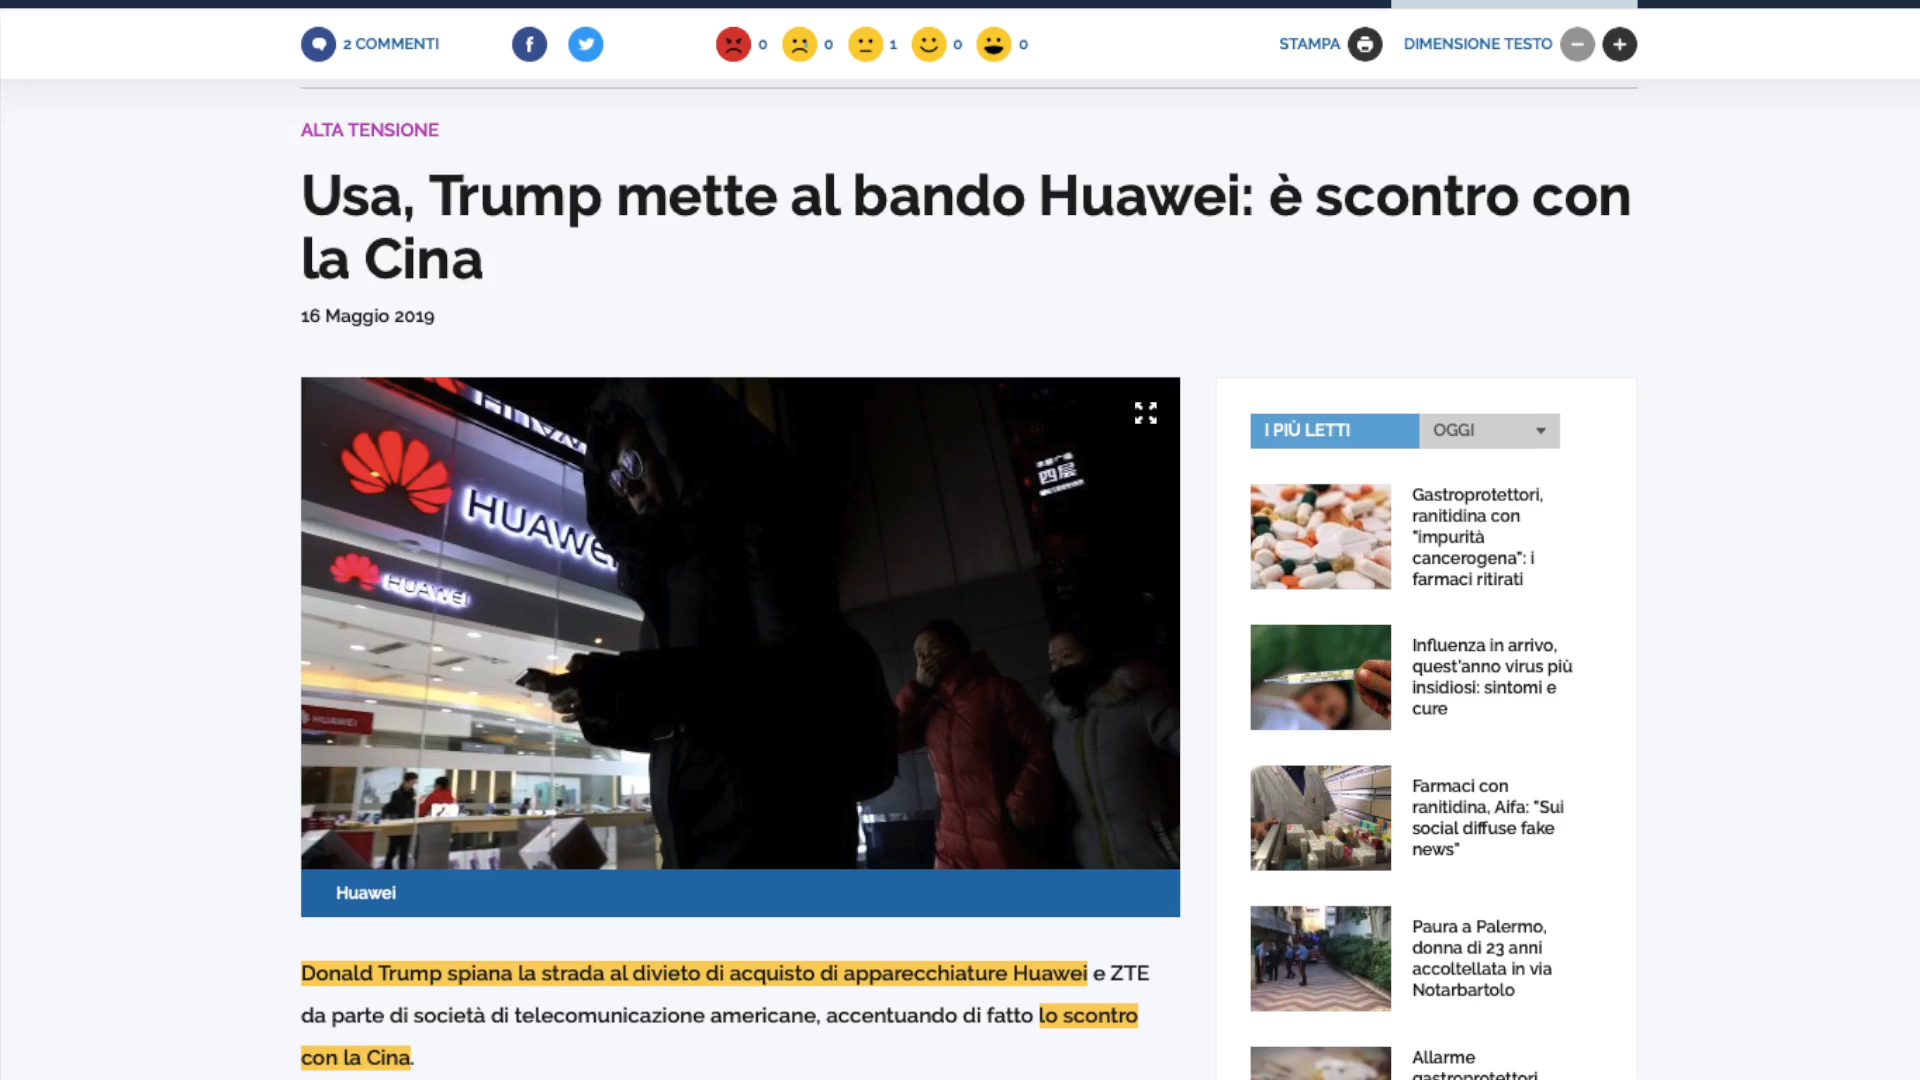 2 COMMENTI
0
0
1
0
0
STAMPA
DIMENSIONE TESTO
ALTA TENSIONE
Usa, Trump mette al bando Huawei: è scontro con
la Cina
16 Maggio 2019
HUAWEI
HUAWEI
四层
HUAWEI
Huawei
Donald Trump spiana la strada al divieto di acquisto di apparecchiature Huawei e ZTE
da parte di società di telecomunicazione americane, accentuando di fatto lo scontro
con la Cina.
I PIÙ LETTI
OGGI
Gastroprotettori,
ranitidina con
"impurità
cancerogena": i
farmaci ritirati
Influenza in arrivo,
quest'anno virus più
insidiosi: sintomi e
cure
Farmaci con
ranitidina, Aifa: "Sui
social diffuse fake
news"
Paura a Palermo,
donna di 23 anni
accoltellata in via
Notarbartolo
Allarme
gastroprotettori